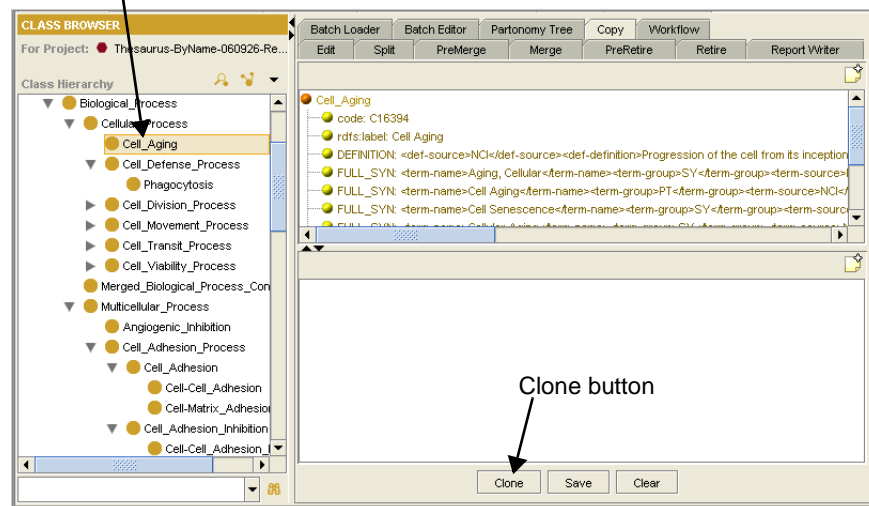 CLASS BROWSER
For Project: Thesaurus-ByName-060926-Re...
Class Hierarchy
Biological_Process
Cellular_Process
Cell_Aging
Cell_Defense_Process
Phagocytosis
Cell_Division_Process
Cell_Movement_Process
Cell_Transit_Process
Cell_Viability_Process
Merged_Biological_Process_Con
Multicellular_Process
Angiogenic_Inhibition
Cell_Adhesion_Process
Cell_Adhesion
Cell-Cell_Adhesion
Cell-Matrix_Adhesion
Cell_Adhesion_Inhibition
Cell-Cell_Adhesion_I
Batch Loader Batch Editor Partonomy Tree Copy Workflow
Edit Split PreMerge Merge PreRetire Retire Report Writer
Cell_Aging
code: C16394
rdfs:label: Cell Aging
DEFINITION: <def-source>NCI</def-source><def-definition>Progression of the cell from its inception
FULL_SYN: <term-name>Aging, Cellular</term-name><term-group>SY</term-group><term-source>
FULL_SYN: <term-name>Cell Aging</term-name><term-group>PT</term-group><term-source>NCI</
FULL_SYN: <term-name>Cell Senescence</term-name><term-group>SY</term-group><term-sourc
Clone button
Clone Save Clear